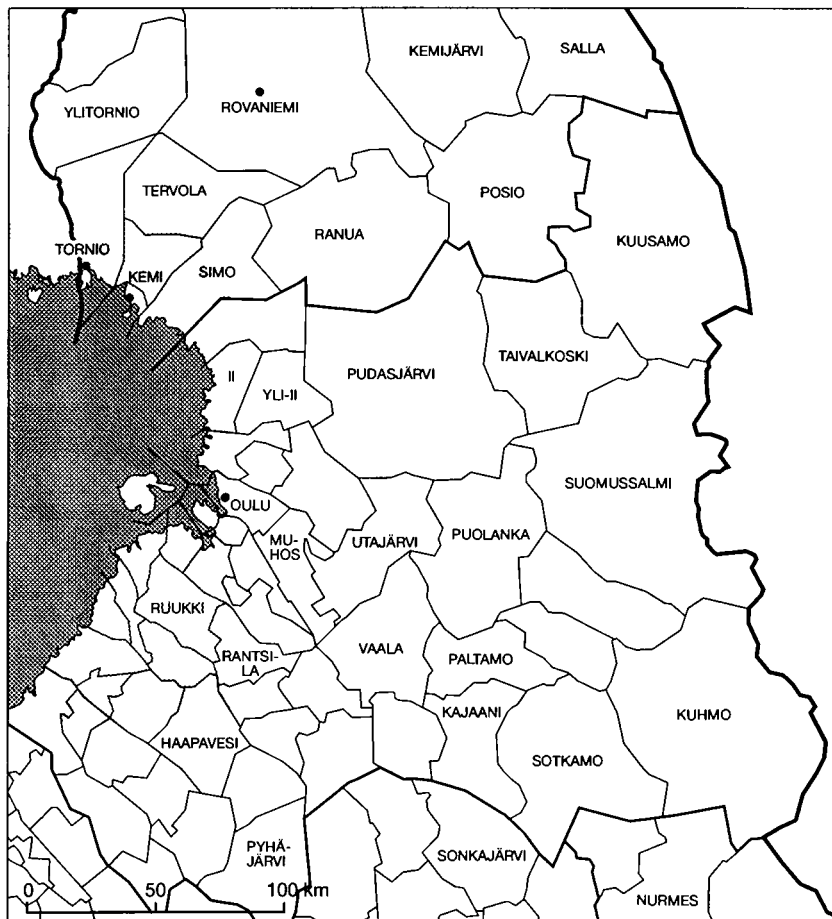 KEMIJÄRVI
SALLA
YLITORNIO
ROVANIEMI
TERVOLA
POSIO
RANUA
KUUSAMO
TORNIO
KEMI
SIMO
TAIVALKOSKI
PUDASJÄRVI
II
YLI-II
SUOMUSSALMI
OULU
MU-
HOS
UTAJÄRVI
PUOLANKA
RUUKKI
VAALA
RANTSI-
LA
PALTAMO
KAJAANI
KUHMO
HAAPAVESI
SOTKAMO
PYHÄ-
JÄRVI
SONKAJÄRVI
NURMES
0 50 100 km